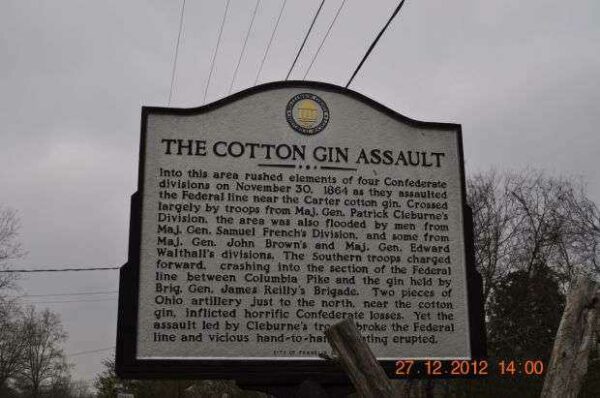 THE COTTON GIN ASSAULT
Into this area rushed elements of four Confederate
divisions on November 30, 1864 as they assaulted
the Federal line near the Carter cotton gin. Crossed
largely by troops from Maj. Gen. Patrick Cleburne's
Division, the area was also flooded by men from
Maj. Gen. Samuel French's Division, and some from
Maj. Gen. John Brown's and Maj. Gen. Edward
Walthall's divisions. The Southern troops charged
forward, crashing into the section of the Federal
line between Columbia Pike and the gin held by
Brig. Gen. James Reilly's Brigade. Two pieces of
Ohio artillery just to the north, near the cotton
gin, inflicted horrific Confederate losses. Yet the
assault led by Cleburne's broke the Federal
line and vicious erupted.
CITY OF
27.12.2012 14:00